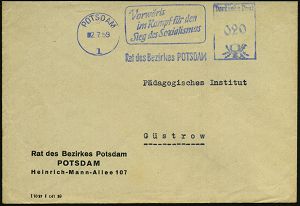 POTSDAM
02.7.59
1
Vorwärts
im Kampf für den
Sieg des Sozialismus
Rat des Bezirkes POTSDAM
Deutsche Post
020
Pädagogisches Institut
Güstrow
Rat des Bezirkes Potsdam
POTSDAM
Heinrich-Mann-Allee 107